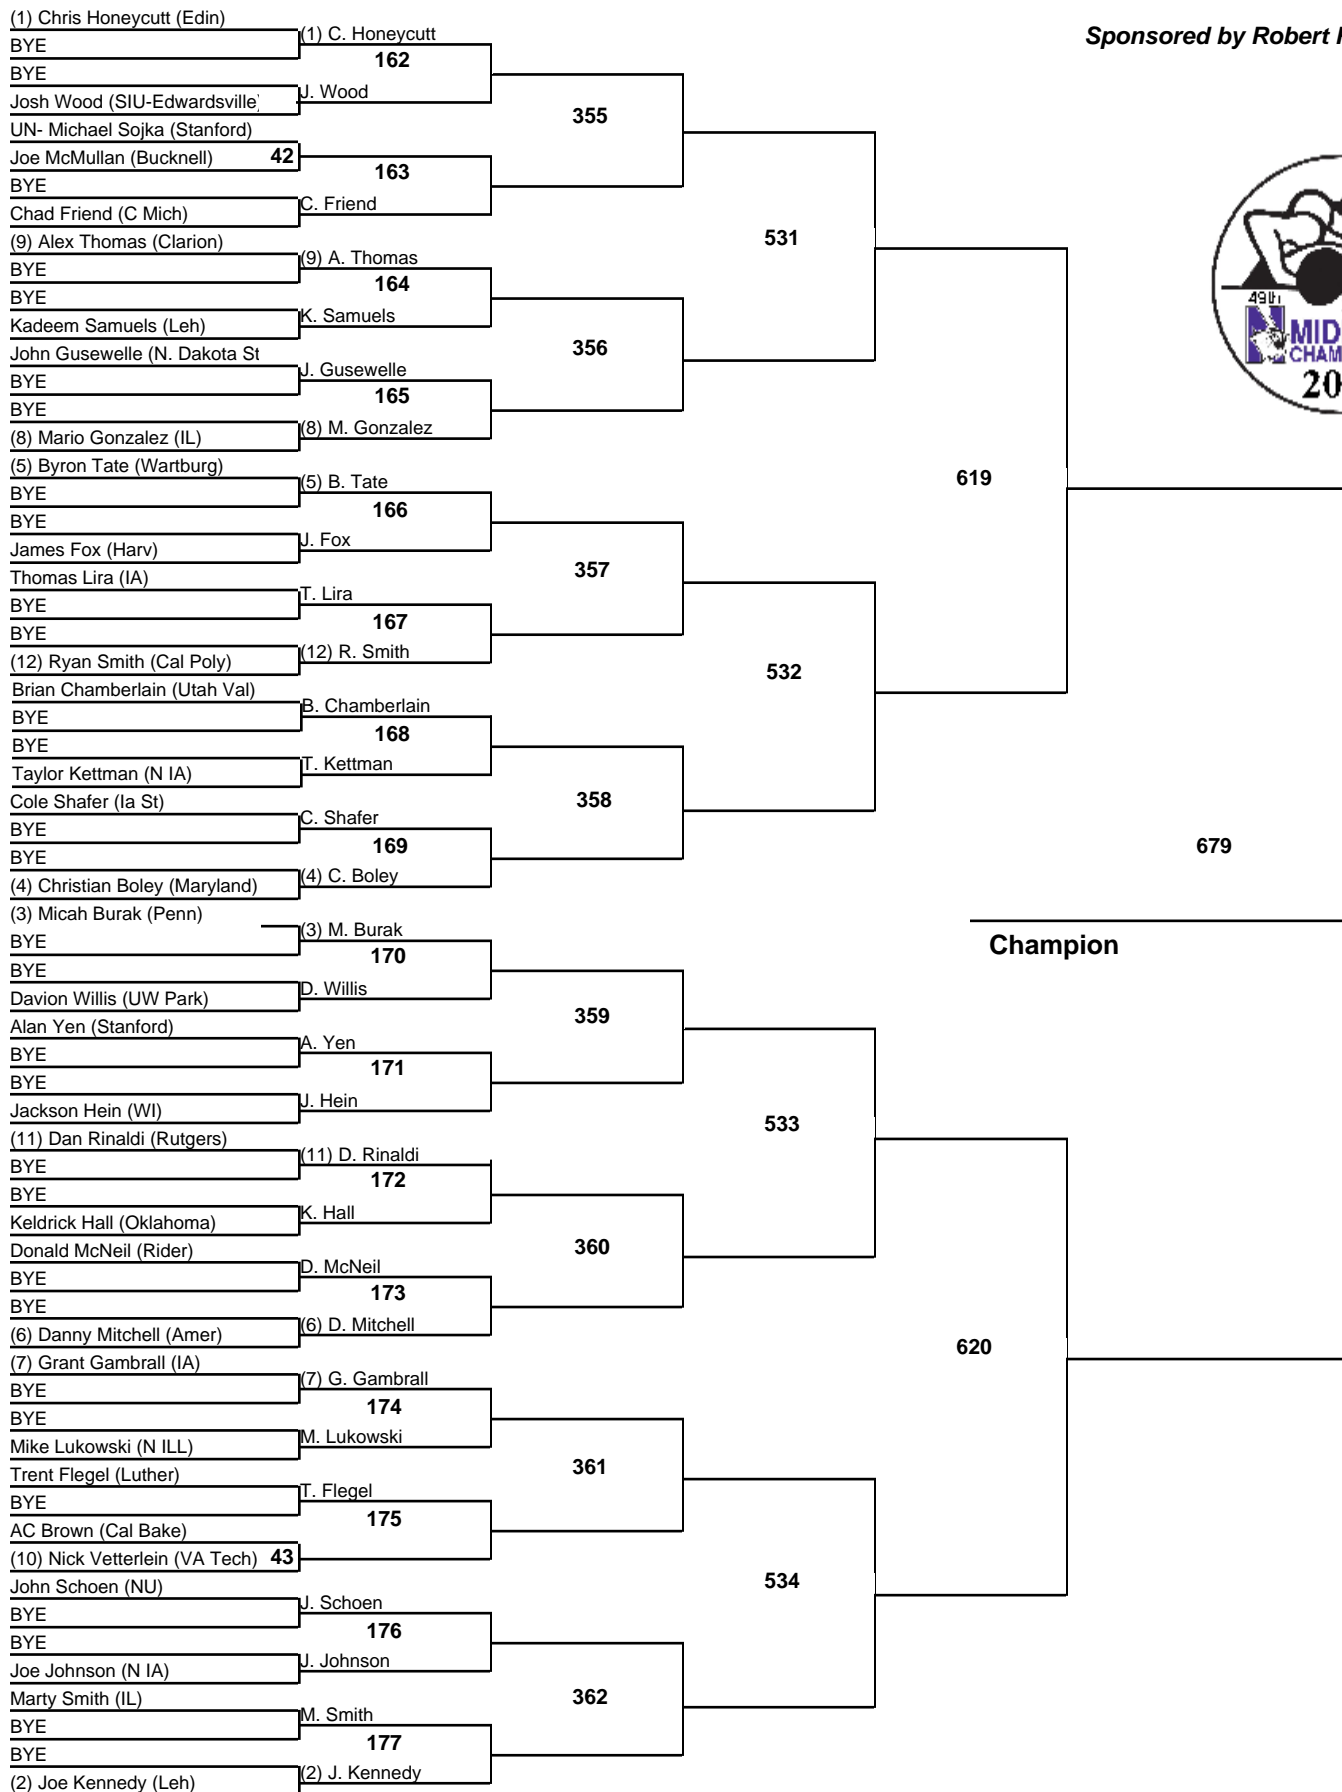 (1) Chris Honeycutt (Edin)
BYE
BYE
Josh Wood (SIU-Edwardsville)
UN- Michael Sojka (Stanford)
Joe McMullan (Bucknell) 42
BYE
Chad Friend (C Mich)
(9) Alex Thomas (Clarion)
BYE
BYE
Kadeem Samuels (Leh)
John Gusewelle (N. Dakota St
BYE
BYE
(8) Mario Gonzalez (IL)
(5) Byron Tate (Wartburg)
BYE
BYE
James Fox (Harv)
Thomas Lira (IA)
BYE
BYE
(12) Ryan Smith (Cal Poly)
Brian Chamberlain (Utah Val)
BYE
BYE
Taylor Kettman (N IA)
Cole Shafer (Ia St)
BYE
BYE
(4) Christian Boley (Maryland)
(3) Micah Burak (Penn)
BYE
BYE
Davion Willis (UW Park)
Alan Yen (Stanford)
BYE
BYE
Jackson Hein (WI)
(11) Dan Rinaldi (Rutgers)
BYE
BYE
Keldrick Hall (Oklahoma)
Donald McNeil (Rider)
BYE
BYE
(6) Danny Mitchell (Amer)
(7) Grant Gambrall (IA)
BYE
BYE
Mike Lukowski (N ILL)
Trent Flegel (Luther)
BYE
AC Brown (Cal Bake)
(10) Nick Vetterlein (VA Tech) 43
John Schoen (NU)
BYE
BYE
Joe Johnson (N IA)
Marty Smith (IL)
BYE
BYE
(2) Joe Kennedy (Leh)
(1) C. Honeycutt
162
J. Wood
163
C. Friend
(9) A. Thomas
164
K. Samuels
J. Gusewelle
165
(8) M. Gonzalez
(5) B. Tate
166
J. Fox
T. Lira
167
(12) R. Smith
B. Chamberlain
168
T. Kettman
C. Shafer
169
(4) C. Boley
(3) M. Burak
170
D. Willis
A. Yen
171
J. Hein
(11) D. Rinaldi
172
K. Hall
D. McNeil
173
(6) D. Mitchell
(7) G. Gambrall
174
M. Lukowski
T. Flegel
175
J. Schoen
176
J. Johnson
M. Smith
177
(2) J. Kennedy
355
356
357
358
359
360
361
362
531
532
533
534
619
620
Sponsored by Robert
49th
N MID
CHAM
20
679
Champion